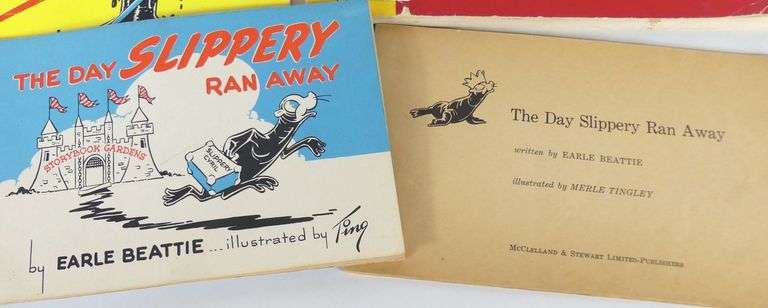 THE DAY SLIPPERY
RAN AWAY
STORYBOOK GARDENS
SLIPPERY
CYRIL
by EARLE BEATTIE ... illustrated by Ting
The Day Slippery Ran Away
written by EARLE BEATTIE
illustrated by MERLE TINGLEY
MCCLELLAND & STEWART LIMITED-PUBLISHERS